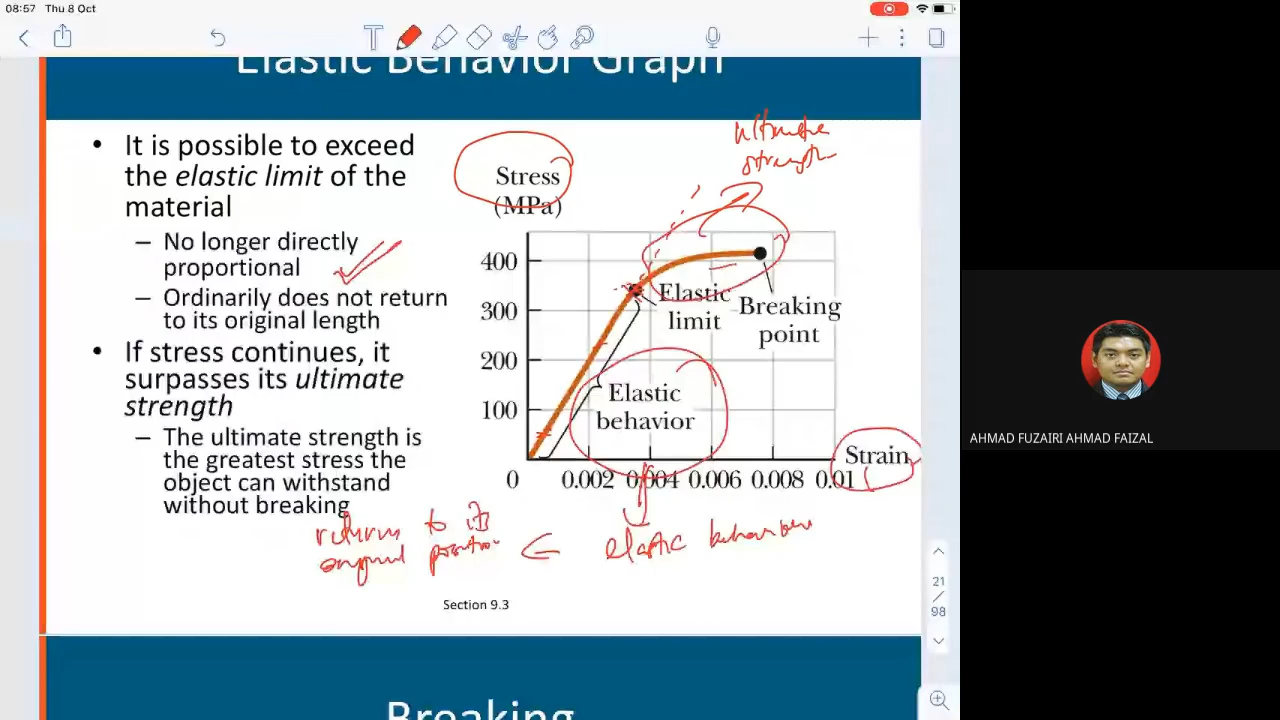 08:57 Thu 8 Oct
Elastic Behavior Graph
• It is possible to exceed
the elastic limit of the
material
– No longer directly
proportional
– Ordinarily does not return
to its original length
• If stress continues, it
surpasses its ultimate
strength
– The ultimate strength is
the greatest stress the
object can withstand
without breaking
ultimate
strength
Stress
(MPa)
400
300
200
100
0
0.002
0.004
0.006
0.008
0.01
Elastic
limit
Breaking
point
Elastic
behavior
Strain
returns to its
original position
elastic behaviour
Section 9.3
Breaking
21
/
98
T
AHMAD FUZAIRI AHMAD FAIZAL